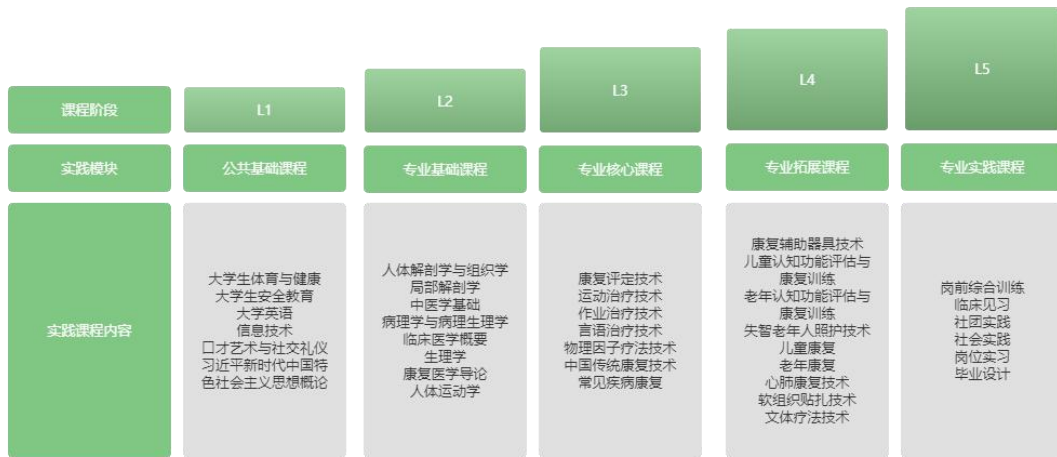 课程阶段
L1
L2
L3
L4
L5
实践模块
公共基础课程
专业基础课程
专业核心课程
专业拓展课程
专业实践课程
实践课程内容
大学生体育与健康
大学生安全教育
大学英语
信息技术
口才艺术与社交礼仪
习近平新时代中国特
色社会主义思想概论
人体解剖学与组织学
局部解剖学
中医学基础
病理学与病理生理学
临床医学概要
生理学
康复医学导论
人体运动学
康复评定技术
运动治疗技术
作业治疗技术
言语治疗技术
物理因子疗法技术
中国传统康复技术
常见疾病康复
康复辅助器具技术
儿童认知功能评估与
康复训练
老年认知功能评估与
康复训练
失智老年人照护技术
儿童康复
老年康复
心肺康复技术
软组织贴扎技术
文体疗法技术
岗前综合训练
临床见习
社团实践
社会实践
岗位实习
毕业设计